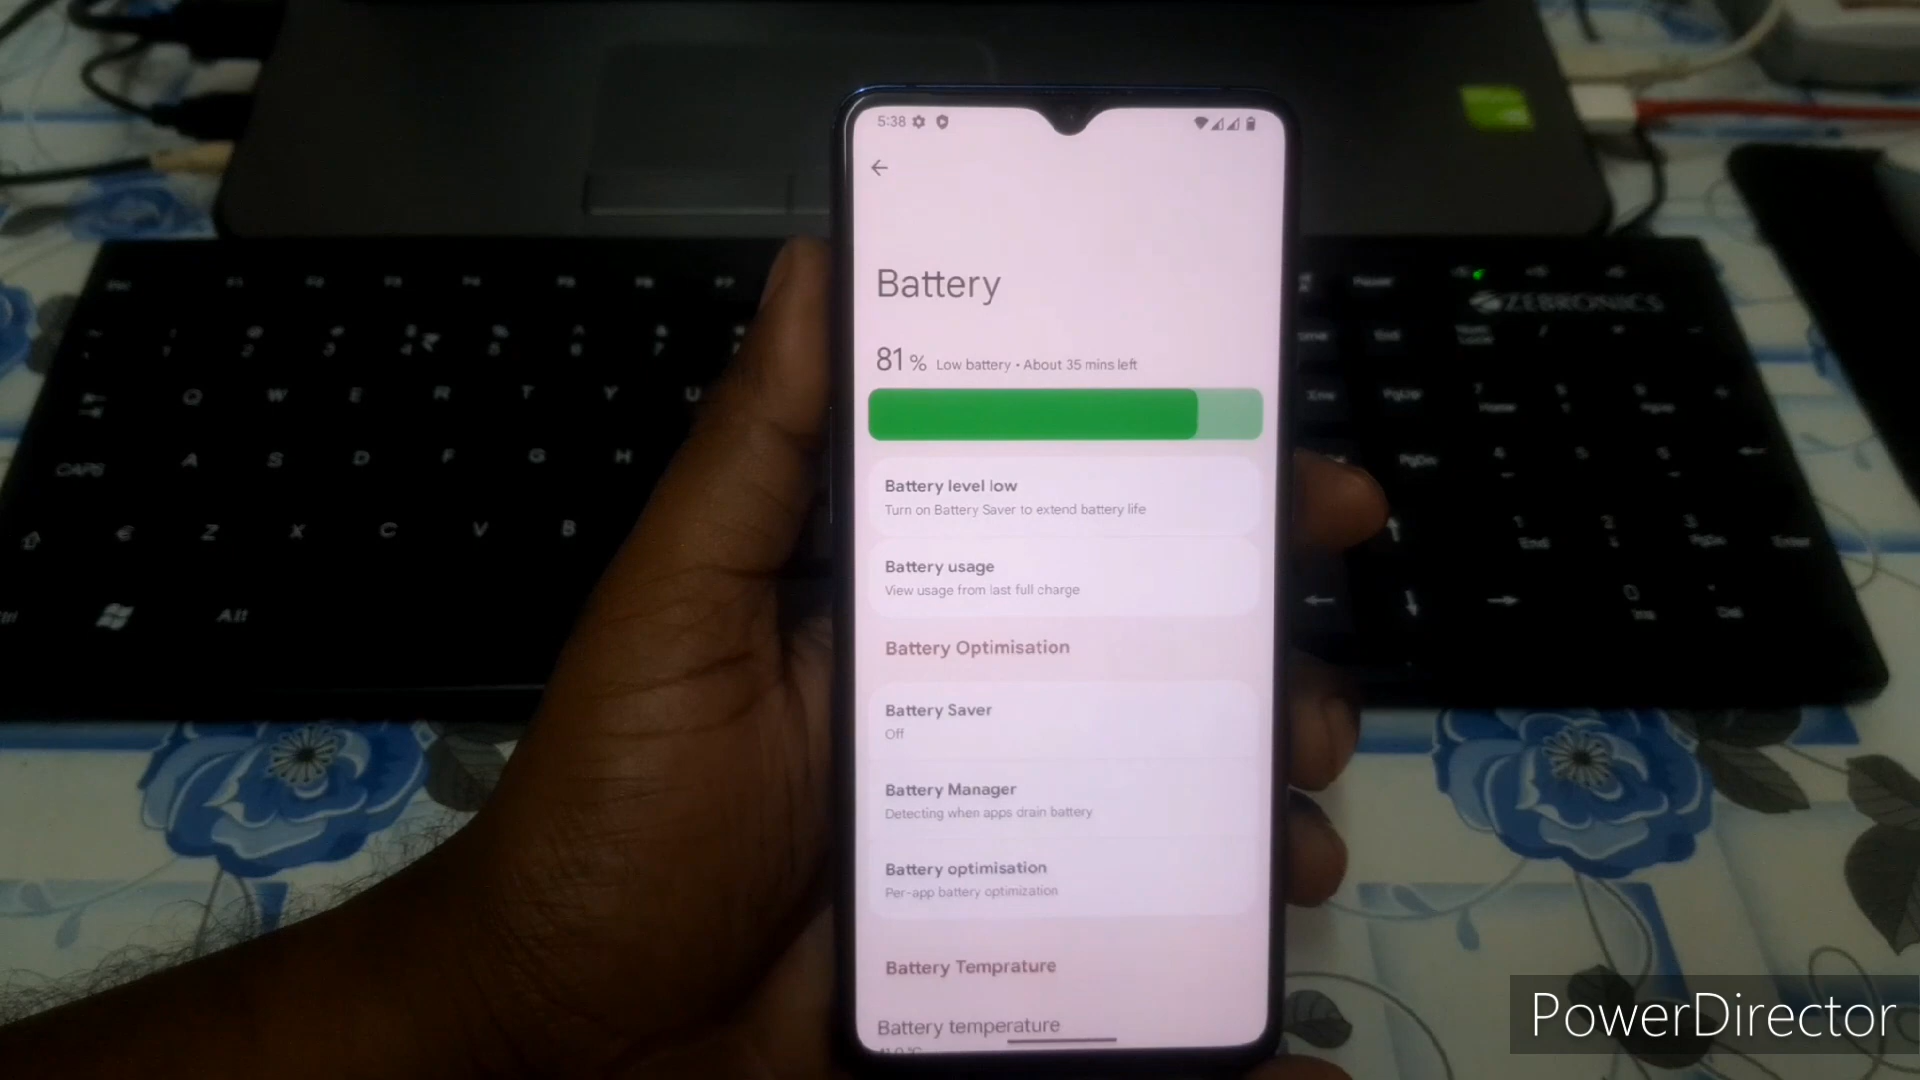 5:38
Battery
81 % Low battery • About 35 mins left
Battery level low
Turn on Battery Saver to extend battery life
Battery usage
View usage from last full charge
Battery Optimisation
Battery Saver
Off
Battery Manager
Detecting when apps drain battery
Battery optimisation
Per-app battery optimization
Battery Temprature
Battery temperature
ZEBRONICS
Q W E R T Y U
CAPS A S D F G H
Z X C V B
Alt
PowerDirector